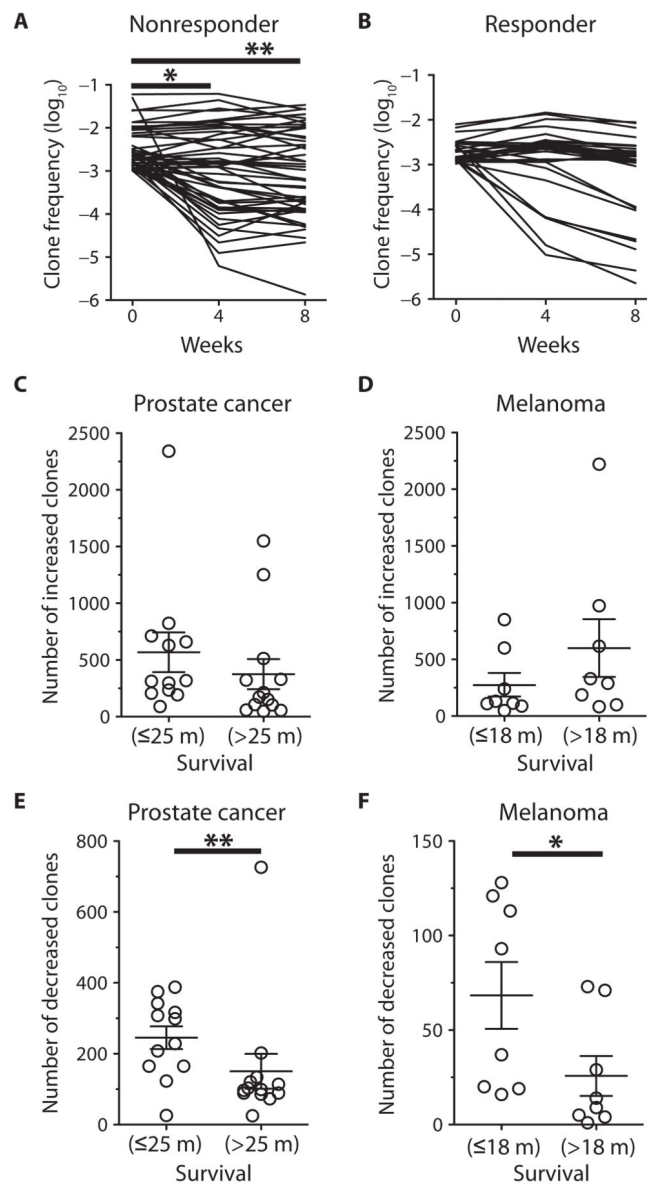 A Nonresponder
**
*
Clone frequency (log10)
−1
−2
−3
−4
−5
−6
0 4 8
Weeks
B Responder
Clone frequency (log10)
−1
−2
−3
−4
−5
−6
0 4 8
Weeks
C Prostate cancer
Number of increased clones
2500
2000
1500
1000
500
0
(≤25 m) (>25 m)
Survival
D Melanoma
Number of increased clones
2500
2000
1500
1000
500
0
(≤18 m) (>18 m)
Survival
E Prostate cancer
**
Number of decreased clones
800
600
400
200
0
(≤25 m) (>25 m)
Survival
F Melanoma
*
Number of decreased clones
150
100
50
0
(≤18 m) (>18 m)
Survival